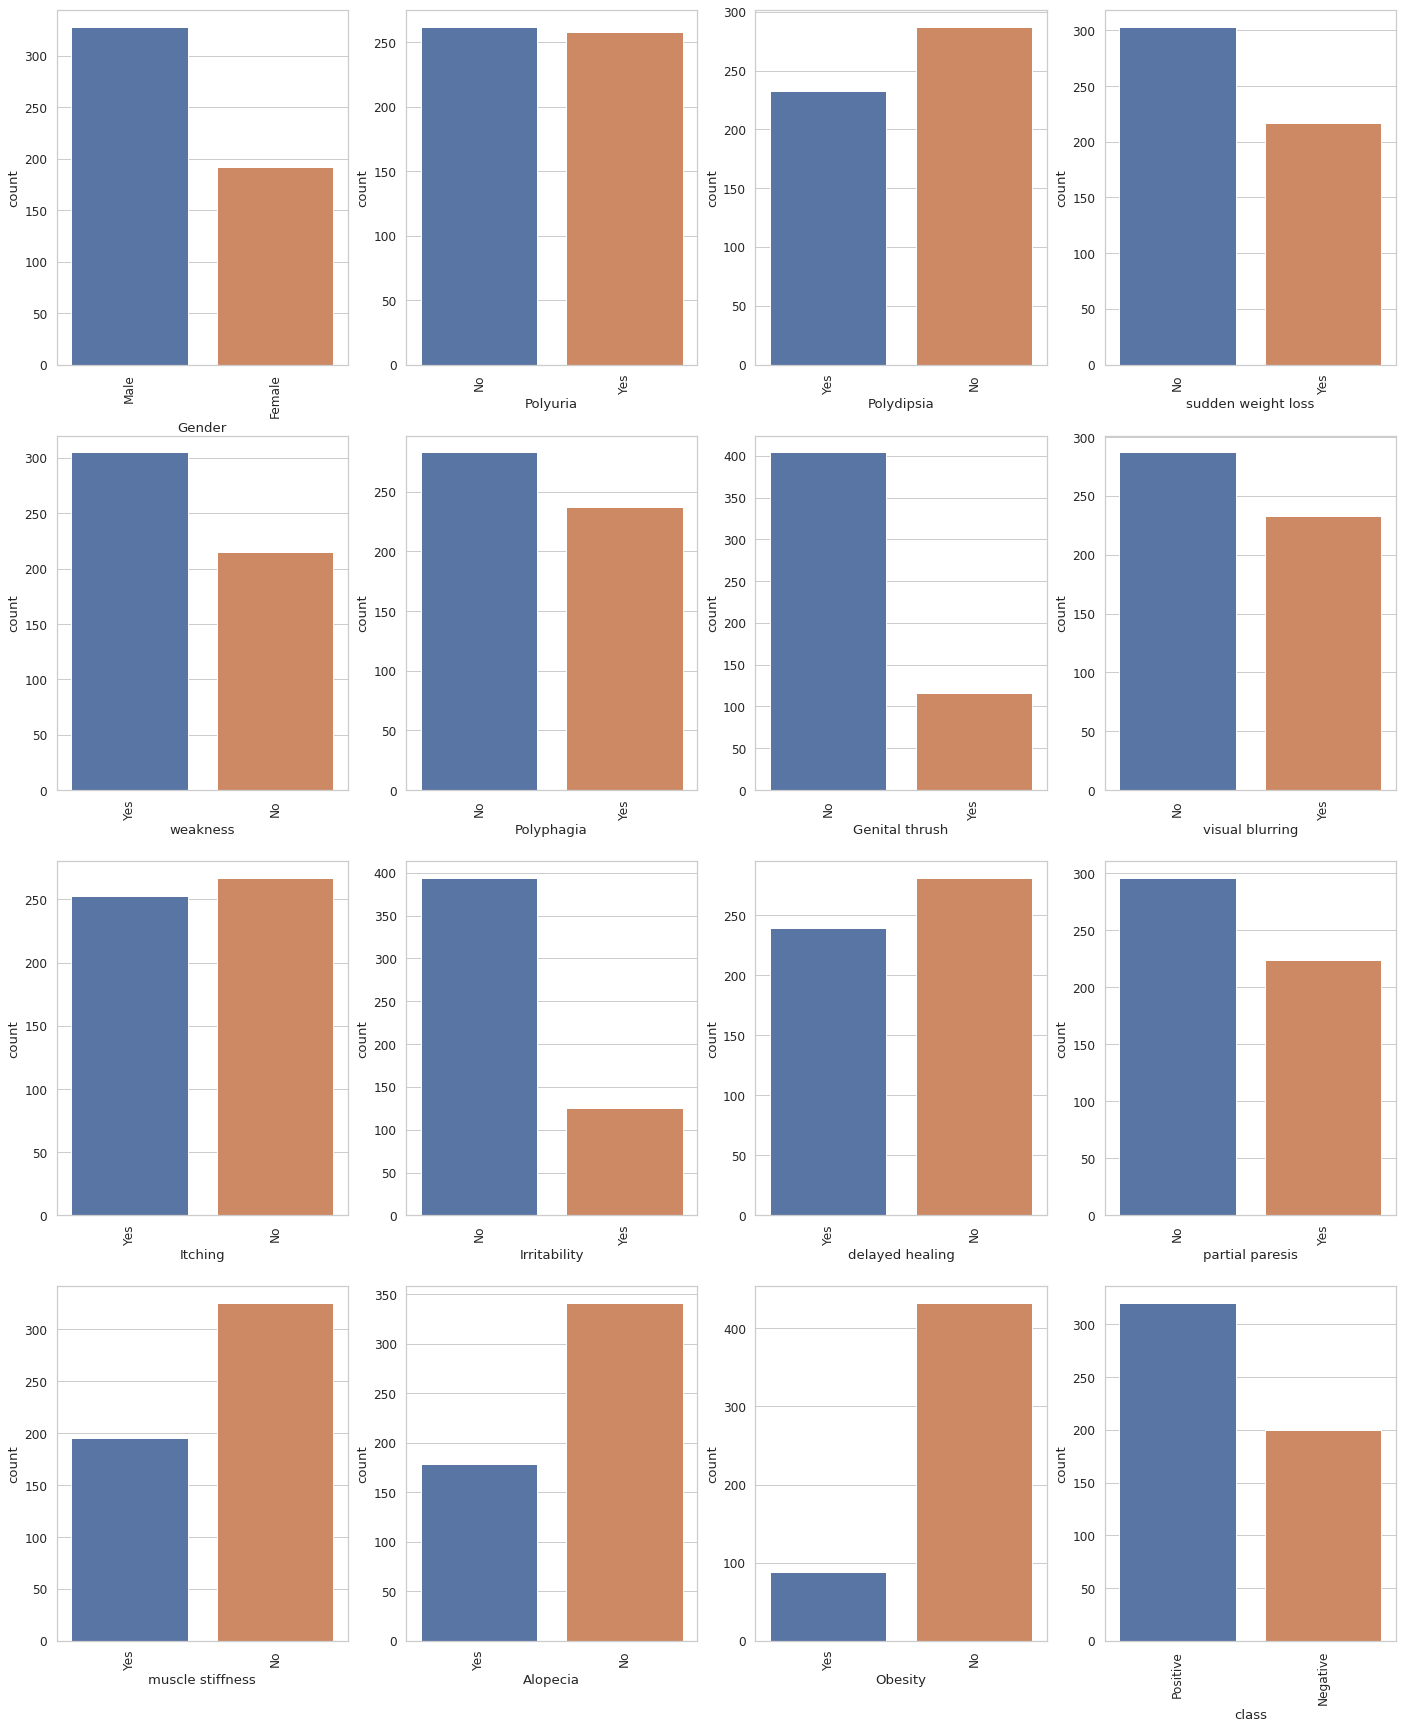 count
300
250
200
150
100
50
0
Male
Female
Gender
count
250
200
150
100
50
0
No
Yes
Polyuria
count
300
250
200
150
100
50
0
Yes
No
Polydipsia
count
300
250
200
150
100
50
0
No
Yes
sudden weight loss
count
300
250
200
150
100
50
0
Yes
No
weakness
count
250
200
150
100
50
0
No
Yes
Polyphagia
count
400
350
300
250
200
150
100
50
0
No
Yes
Genital thrush
count
300
250
200
150
100
50
0
No
Yes
visual blurring
count
250
200
150
100
50
0
Yes
No
Itching
count
400
350
300
250
200
150
100
50
0
No
Yes
Irritability
count
250
200
150
100
50
0
Yes
No
delayed healing
count
300
250
200
150
100
50
0
No
Yes
partial paresis
count
300
250
200
150
100
50
0
Yes
No
muscle stiffness
count
350
300
250
200
150
100
50
0
Yes
No
Alopecia
count
400
300
200
100
0
Yes
No
Obesity
count
300
250
200
150
100
50
0
Positive
Negative
class